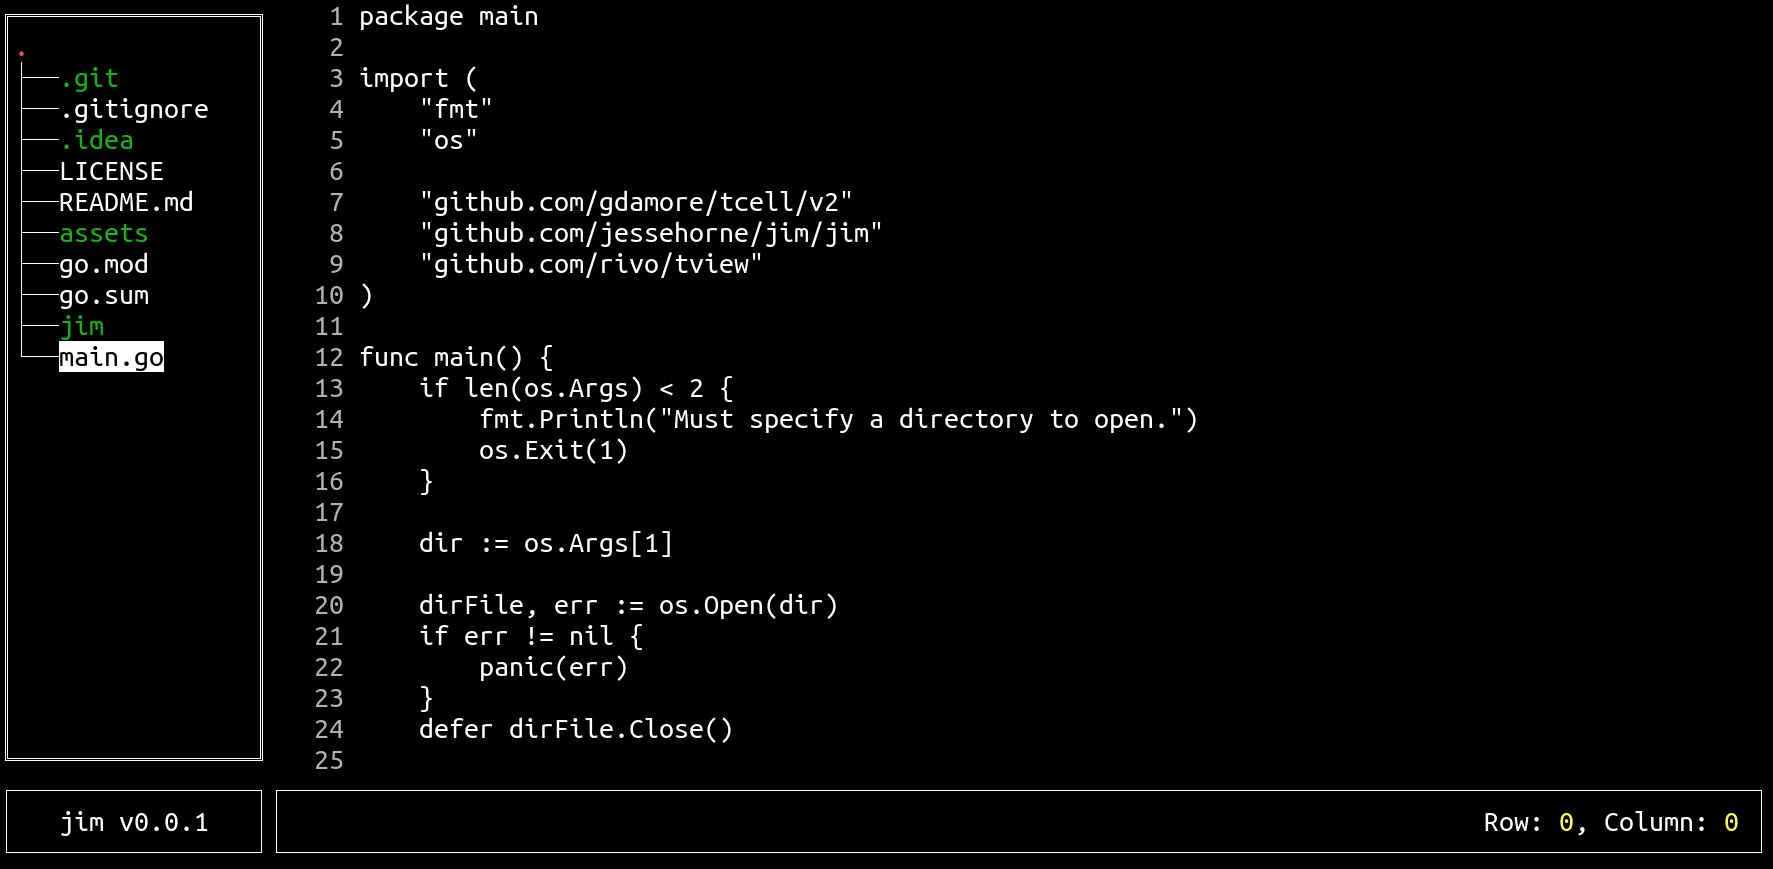 .
.git
.gitignore
.idea
LICENSE
README.md
assets
go.mod
go.sum
jim
main.go
1 package main
2
3 import (
4     "fmt"
5     "os"
6
7     "github.com/gdamore/tcell/v2"
8     "github.com/jessehorne/jim/jim"
9     "github.com/rivo/tview"
10 )
11
12 func main() {
13     if len(os.Args) < 2 {
14         fmt.Println("Must specify a directory to open.")
15         os.Exit(1)
16     }
17
18     dir := os.Args[1]
19
20     dirFile, err := os.Open(dir)
21     if err != nil {
22         panic(err)
23     }
24     defer dirFile.Close()
25
jim v0.0.1
Row: 0, Column: 0